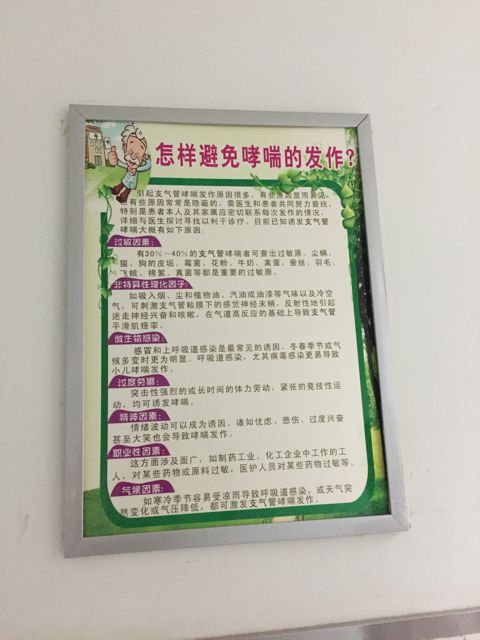 怎样避免哮喘的发作?
引起支气管哮喘发作原因很多，有些原因显而易见，
有些原因常常是隐蔽的，需医生和患者共同努力查找，
特别是患者本人及其家属应密切联系每次发作的情况，
详细与医生探讨寻找以利于诊疗。目前已知诱发支气管
哮喘大概有如下原因：
过敏因素：
有30%～40%的支气管哮喘者可查出过敏原，尘螨、
猫、狗的皮垢、霉菌、花粉、牛奶、禽蛋、蚕丝、羽毛、
飞蛾、棉絮、真菌等都是重要的过敏原。
非特异性理化因子：
如吸入烟、尘和植物油、汽油或油漆等气味以及冷空
气，可刺激支气管粘膜下的感觉神经末梢，反射性地引起
迷走神经兴奋和咳嗽，在气道高反应的基础上导致支气管
平滑肌痉挛。
微生物感染：
感冒和上呼吸道感染是最常见的诱因，冬春季节或气
候多变时更为明显。呼吸道感染，尤其病毒感染更易导致
小儿哮喘发作。
过度劳累：
突击性强烈的或长时间的体力劳动，紧张的竞技性运
动，均可诱发哮喘。
精神因素：
情绪波动可以成为诱因。诸如忧虑、悲伤、过度兴奋
甚至大笑也会导致哮喘发作。
职业性因素：
这方面涉及面广，如制药工业、化工企业中工作的工
人，对某些药物或原料过敏，医护人员对某些药物过敏等。
气候因素：
如寒冷季节容易受凉而导致呼吸道感染，或天气突
然变化或气压降低，都可激发支气管哮喘发作。